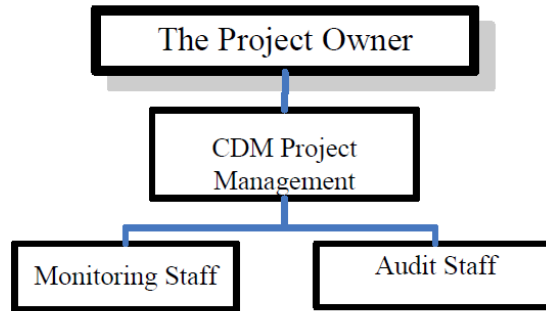 The Project Owner
CDM Project
Management
Monitoring Staff
Audit Staff